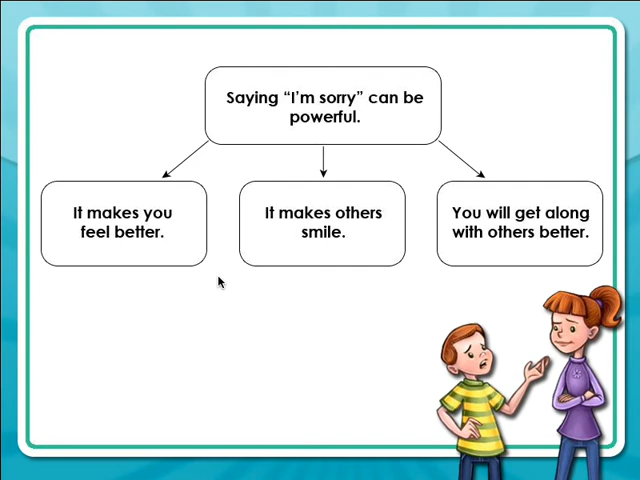 Saying “I’m sorry” can be
powerful.
It makes you
feel better.
It makes others
smile.
You will get along
with others better.